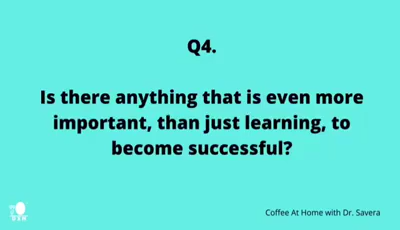 Q4.
Is there anything that is even more
important, than just learning, to
become successful?
Coffee At Home with Dr. Savera